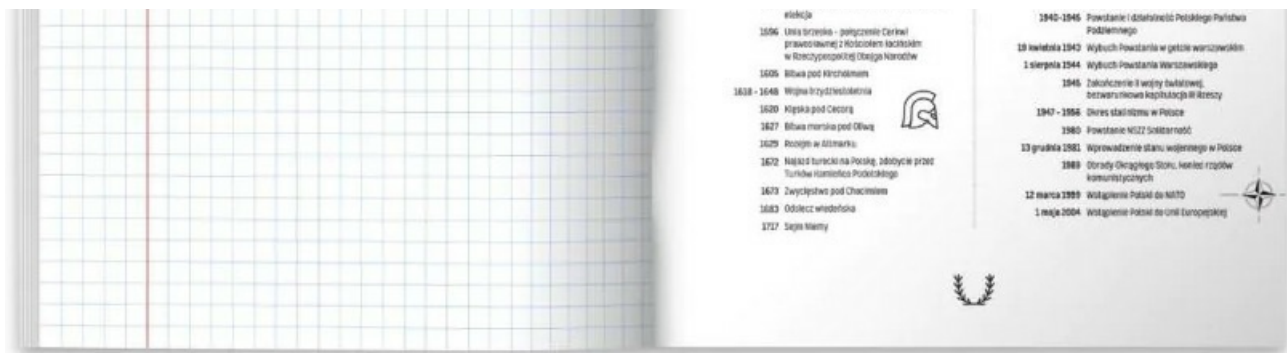 elekcja
1596 Unia brzeska - połączenie Cerkwi
prawosławnej z Kościołem łacińskim
w Rzeczypospolitej Obojga Narodów
1605 Bitwa pod Kircholmem
1618 - 1648 Wojna trzydziestoletnia
1620 Klęska pod Cecorą
1627 Bitwa morska pod Oliwą
1629 Rozejm w Altmarku
1672 Najazd turecki na Polskę, zdobycie przed
Turków Kamieńca Podolskiego
1673 Zwycięstwo pod Chocimiem
1683 Odsiecz wiedeńska
1717 Sejm Niemy
1940-1945 Powstanie i działalność Polskiego Państwa
Podziemnego
19 kwietnia 1943 Wybuch Powstania w getcie warszawskim
1 sierpnia 1944 Wybuch Powstania Warszawskiego
1945 Zakończenie II wojny światowej,
bezwarunkowa kapitulacja III Rzeszy
1947 - 1956 Okres stalinizmu w Polsce
1980 Powstanie NSZZ Solidarność
13 grudnia 1981 Wprowadzenie stanu wojennego w Polsce
1989 Obrady Okrągłego Stołu, koniec rządów
komunistycznych
12 marca 1999 Wstąpienie Polski do NATO
1 maja 2004 Wstąpienie Polski do Unii Europejskiej